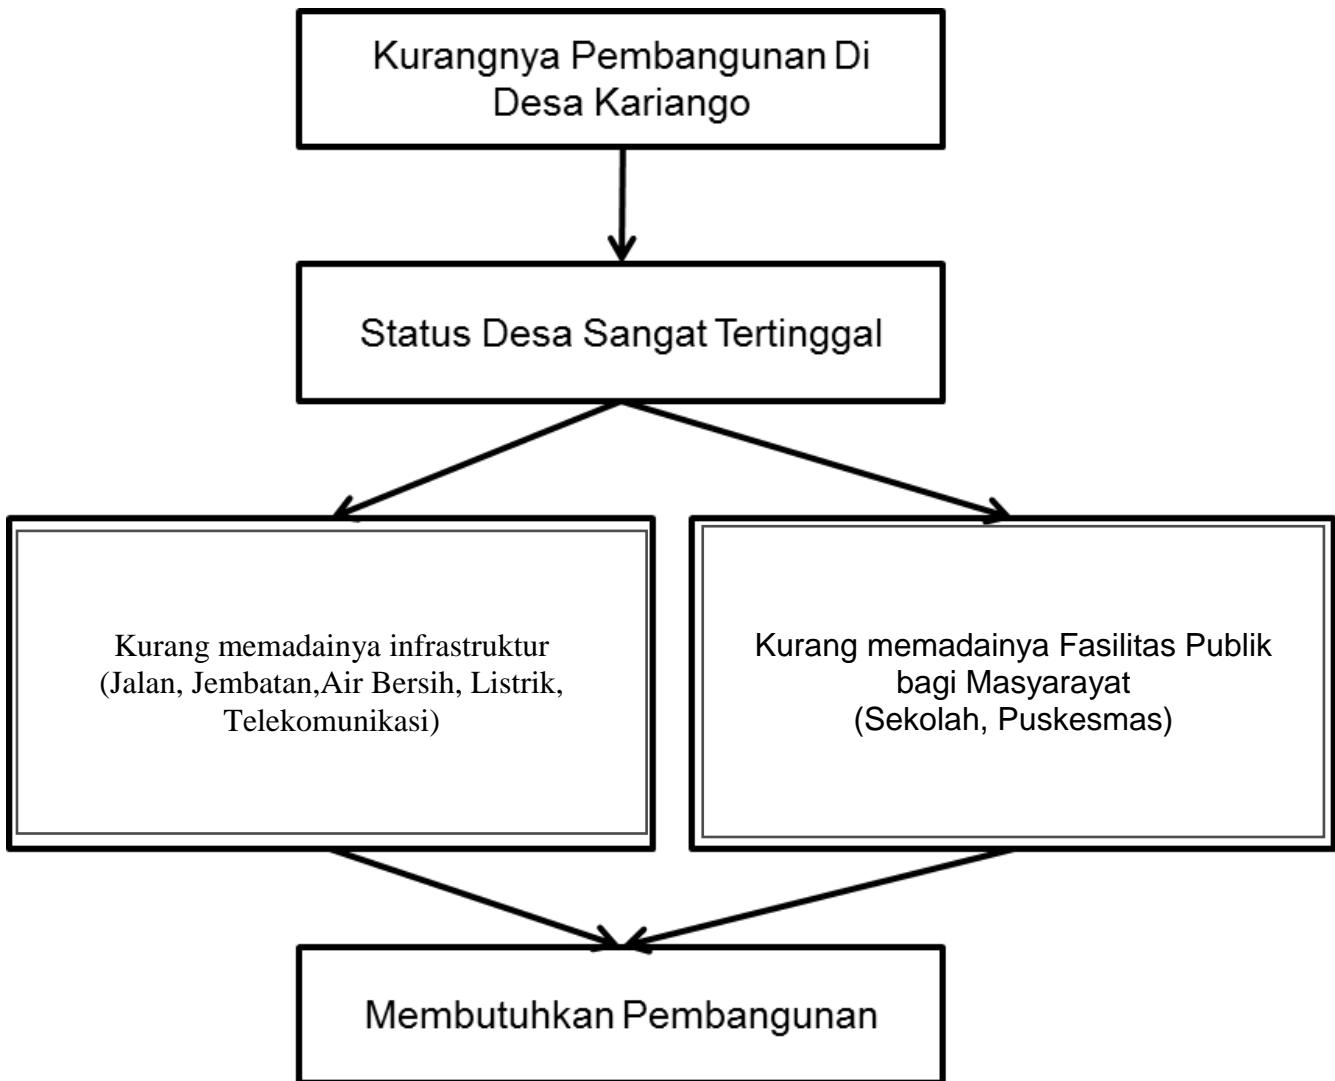 Kurangnya Pembangunan Di
Desa Kariango
Status Desa Sangat Tertinggal
Kurang memadainya infrastruktur
(Jalan, Jembatan,Air Bersih, Listrik,
Telekomunikasi)
Kurang memadainya Fasilitas Publik
bagi Masyarayat
(Sekolah, Puskesmas)
Membutuhkan Pembangunan